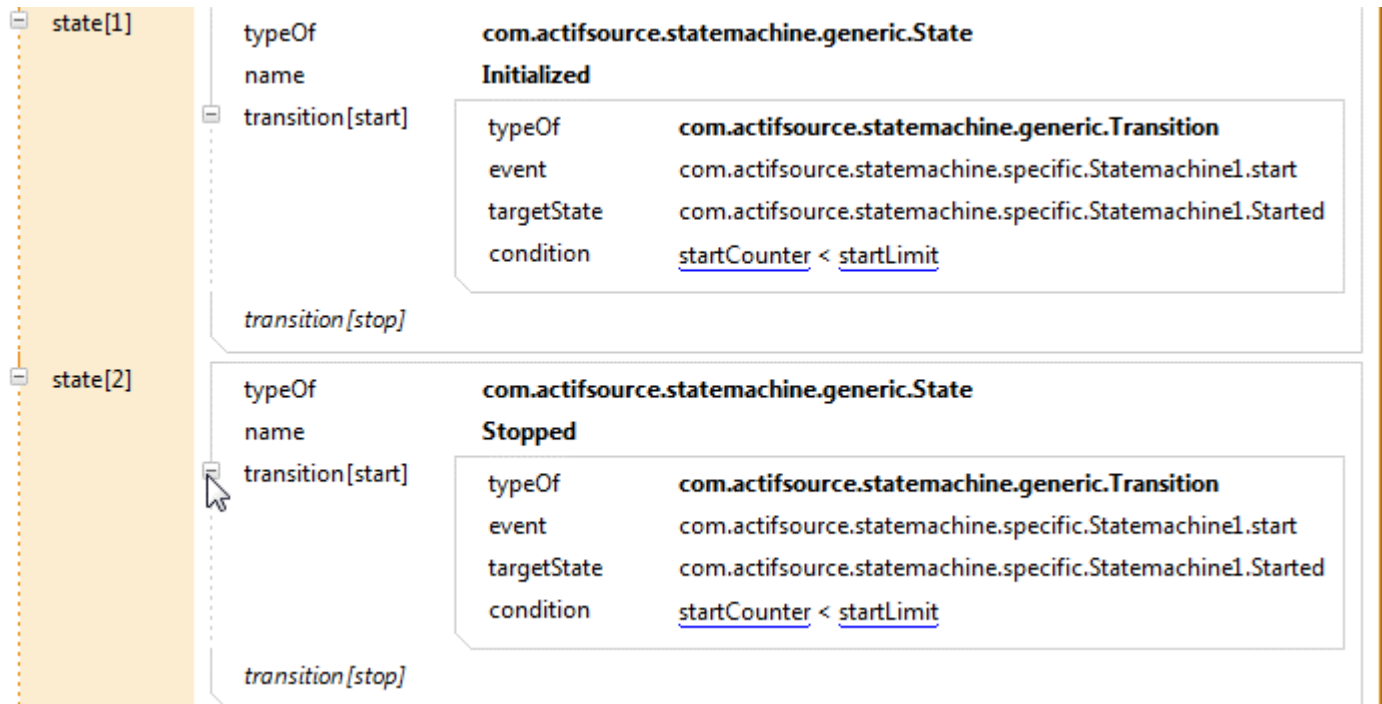 state[1]
typeOf com.actifsource.statemachine.generic.State
name Initialized
transition[start]
typeOf com.actifsource.statemachine.generic.Transition
event com.actifsource.statemachine.specific.Statemachine1.start
targetState com.actifsource.statemachine.specific.Statemachine1.Started
condition startCounter < startLimit
transition[stop]
state[2]
typeOf com.actifsource.statemachine.generic.State
name Stopped
transition[start]
typeOf com.actifsource.statemachine.generic.Transition
event com.actifsource.statemachine.specific.Statemachine1.start
targetState com.actifsource.statemachine.specific.Statemachine1.Started
condition startCounter < startLimit
transition[stop]